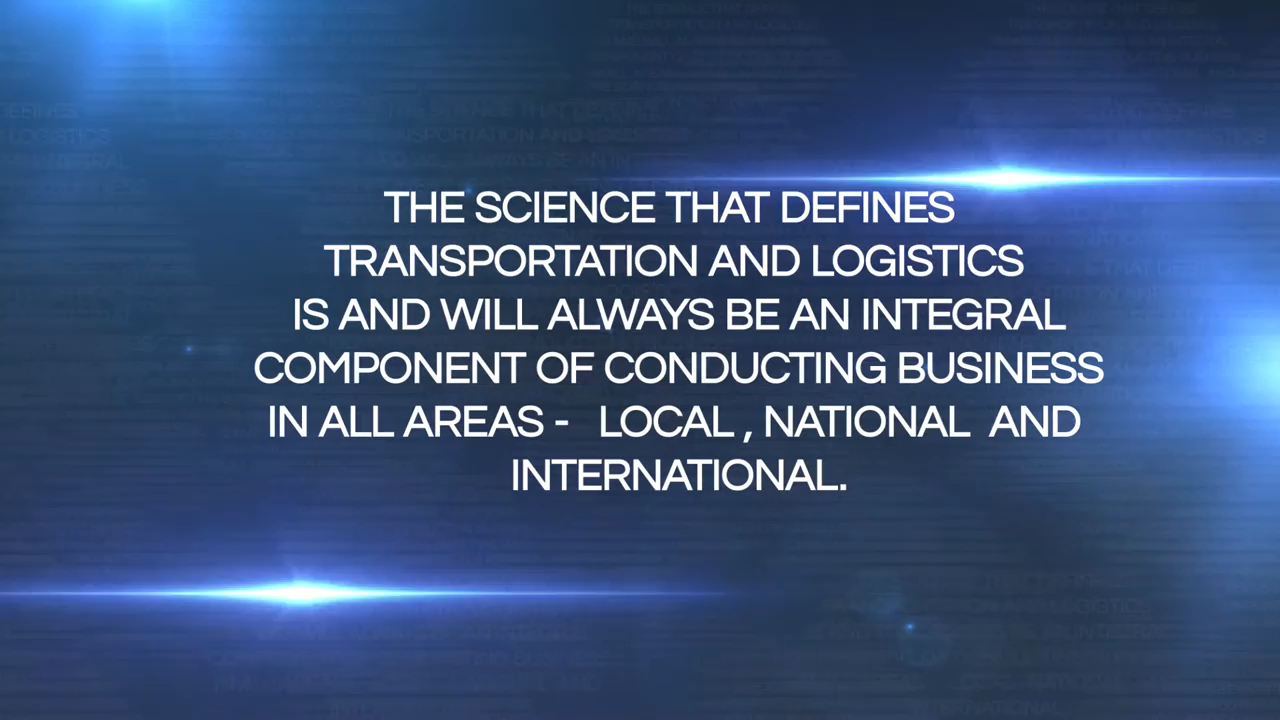 THE SCIENCE THAT DEFINES
TRANSPORTATION AND LOGISTICS
IS AND WILL ALWAYS BE AN INTEGRAL
COMPONENT OF CONDUCTING BUSINESS
IN ALL AREAS -   LOCAL , NATIONAL  AND
INTERNATIONAL.